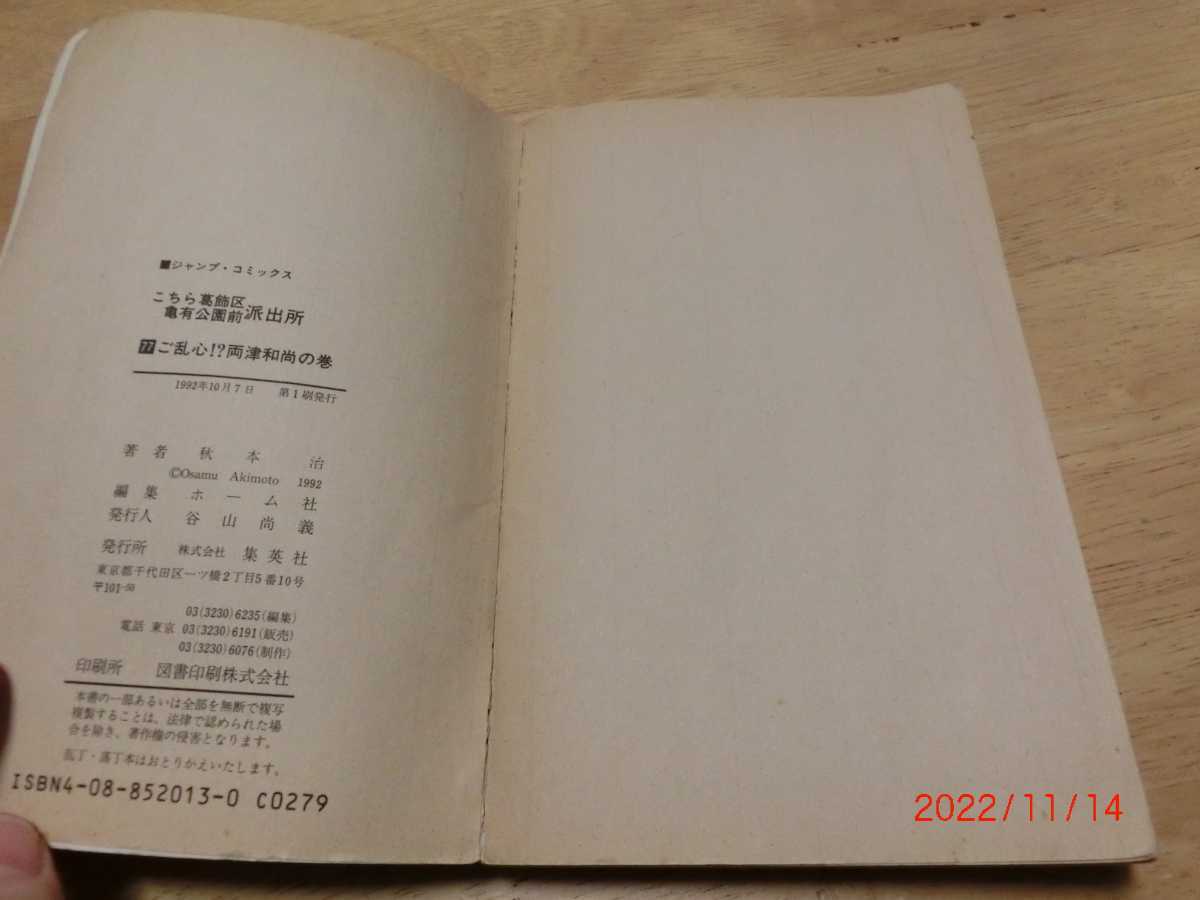 ■ジャンプ・コミックス
こちら葛飾区
亀有公園前派出所
77ご乱心!?両津和尚の巻
1992年10月7日 第1刷発行
著者 秋本 治
©Osamu Akimoto 1992
編集 ホーム社
発行人 谷山尚義
発行所 株式会社 集英社
東京都千代田区一ツ橋2丁目5番10号
〒101-50
03(3230)6235(編集)
電話 東京 03(3230)6191(販売)
03(3230)6076(制作)
印刷所 図書印刷株式会社
本書の一部あるいは全部を無断で複写
複製することは、法律で認められた場
合を除き、著作権の侵害となります。
乱丁・落丁本はおとりかえいたします。
ISBN4-08-852013-0 C0279
2022/11/14